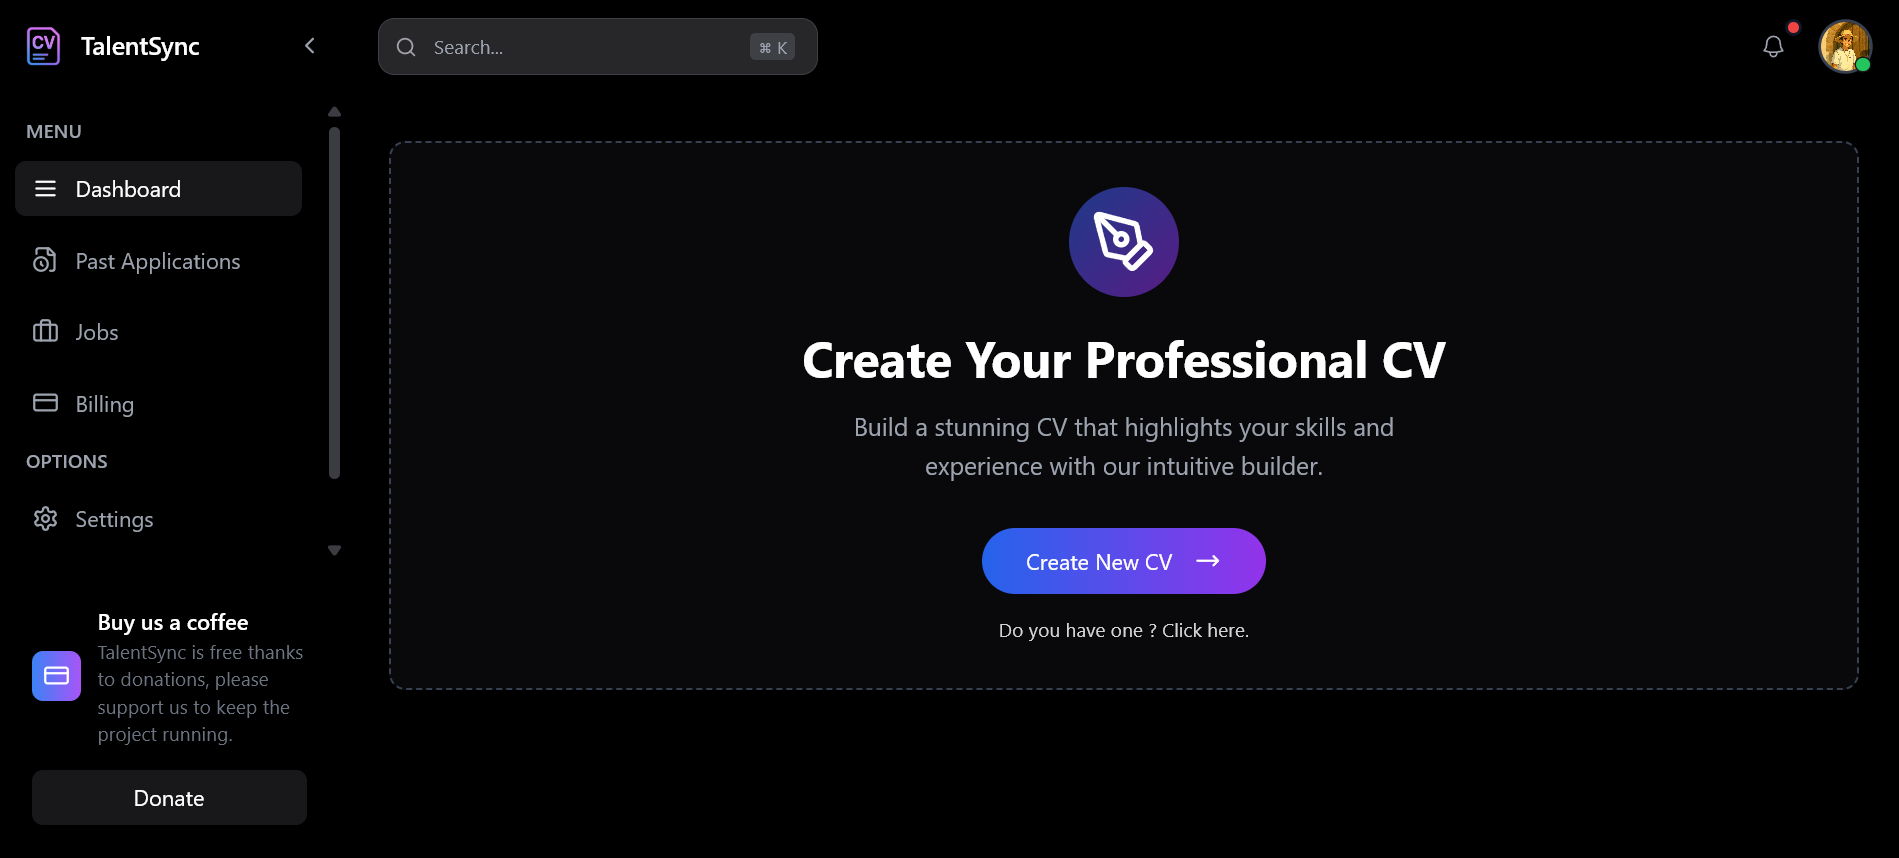 CV
TalentSync
Search...
⌘ K
MENU
Dashboard
Past Applications
Jobs
Billing
OPTIONS
Settings
Buy us a coffee
TalentSync is free thanks
to donations, please
support us to keep the
project running.
Donate
Create Your Professional CV
Build a stunning CV that highlights your skills and
experience with our intuitive builder.
Create New CV →
Do you have one ? Click here.